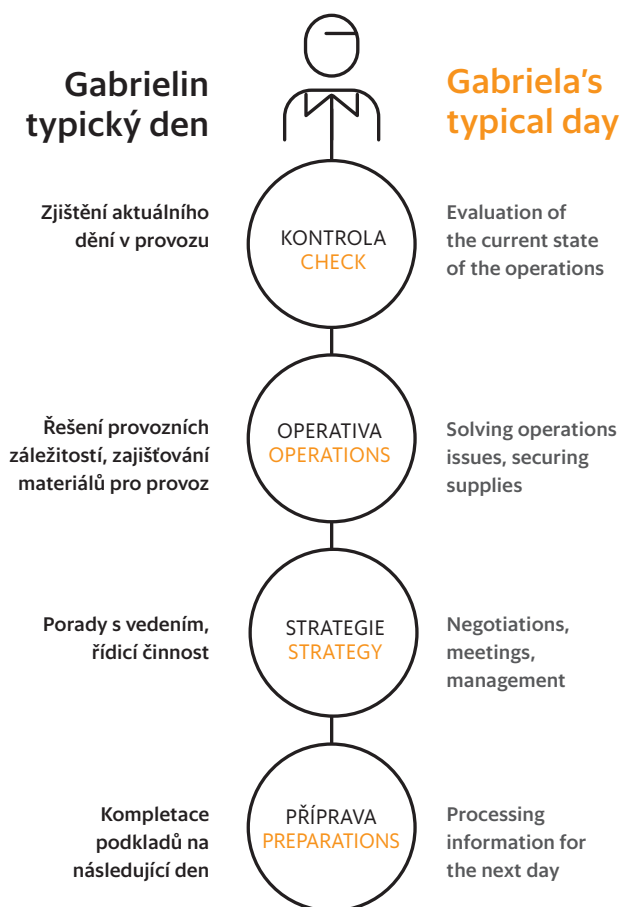 Gabrielin
typický den
Gabriela's
typical day
Zjištění aktuálního
dění v provozu
KONTROLA
CHECK
Evaluation of
the current state
of the operations
Řešení provozních
záležitostí, zajišťování
materiálů pro provoz
OPERATIVA
OPERATIONS
Solving operations
issues, securing
supplies
Porady s vedením,
řídicí činnost
STRATEGIE
STRATEGY
Negotiations,
meetings,
management
Kompletace
podkladů na
následující den
PŘÍPRAVA
PREPARATIONS
Processing
information for
the next day